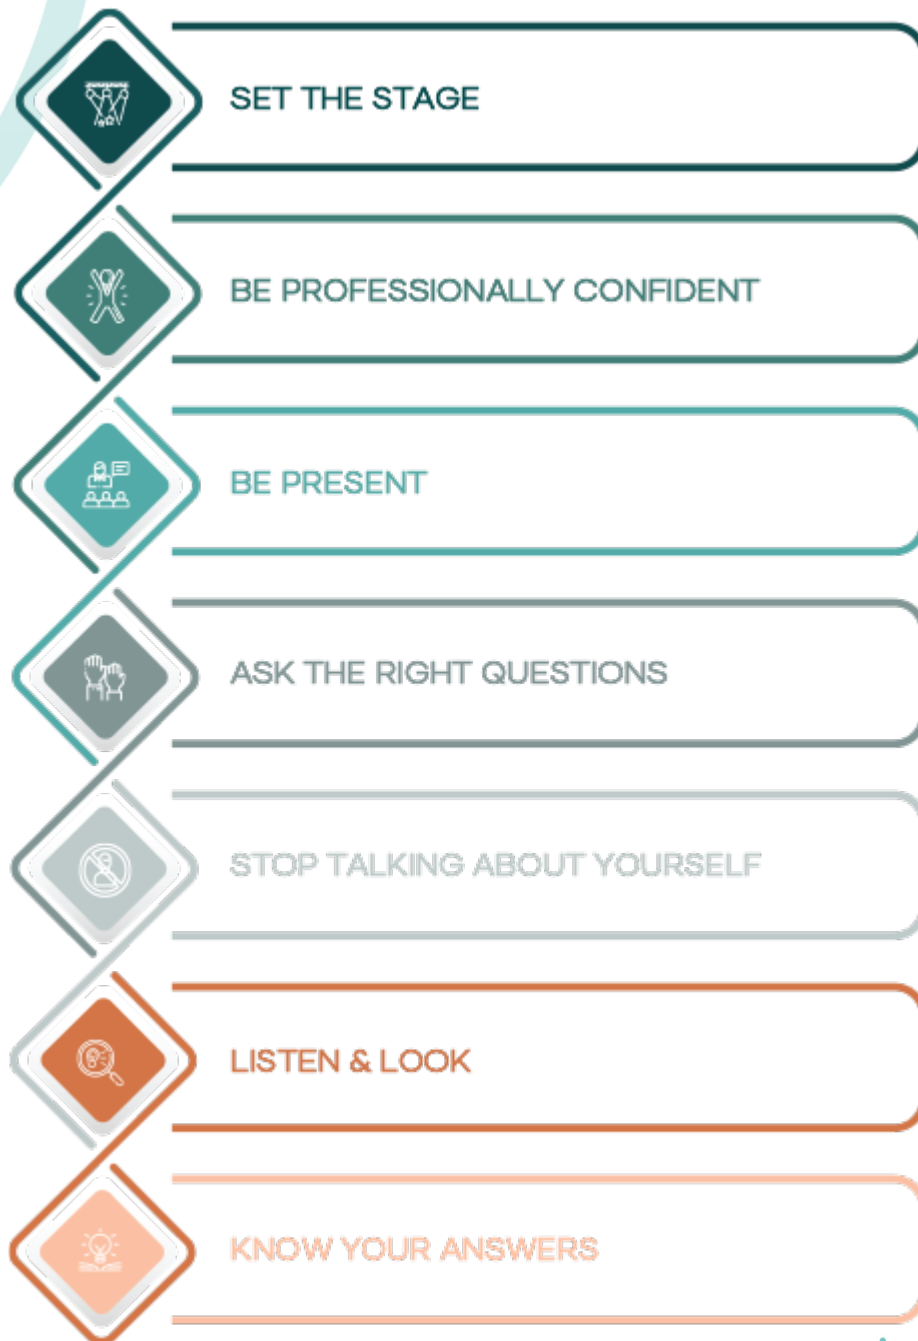 SET THE STAGE
BE PROFESSIONALLY CONFIDENT
BE PRESENT
ASK THE RIGHT QUESTIONS
STOP TALKING ABOUT YOURSELF
LISTEN & LOOK
KNOW YOUR ANSWERS